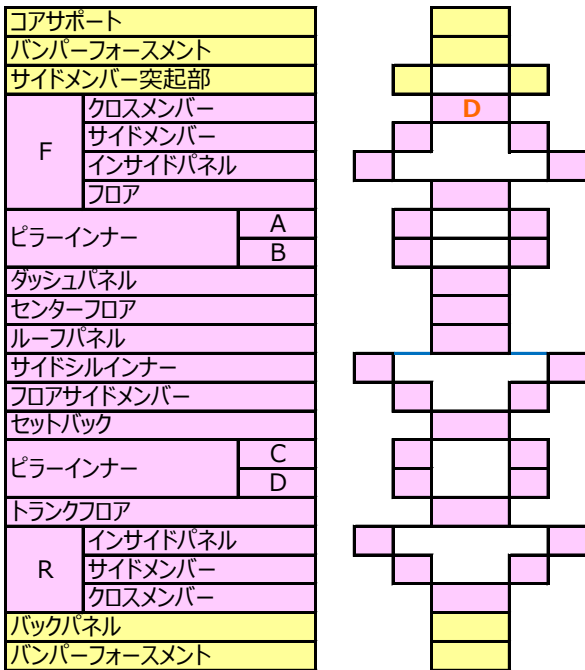 コアサポート
バンパーフォースメント
サイドメンバー突起部
F
クロスメンバー
D
サイドメンバー
インサイドパネル
フロア
ピラーインナー
A
B
ダッシュパネル
センターフロア
ルーフパネル
サイドシルインナー
フロアサイドメンバー
セットバック
ピラーインナー
C
D
トランクフロア
R
インサイドパネル
サイドメンバー
クロスメンバー
バックパネル
バンパーフォースメント